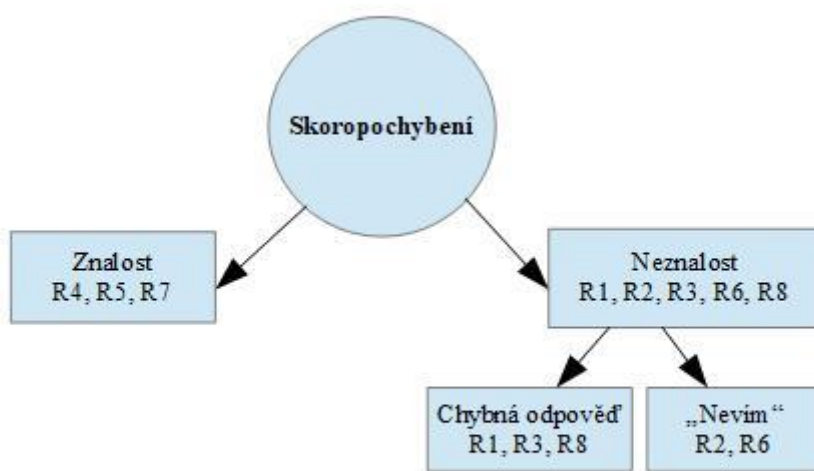 Skoropochybení
Znalost
R4, R5, R7
Neznalost
R1, R2, R3, R6, R8
Chybná odpověď
R1, R3, R8
„Nevím“
R2, R6